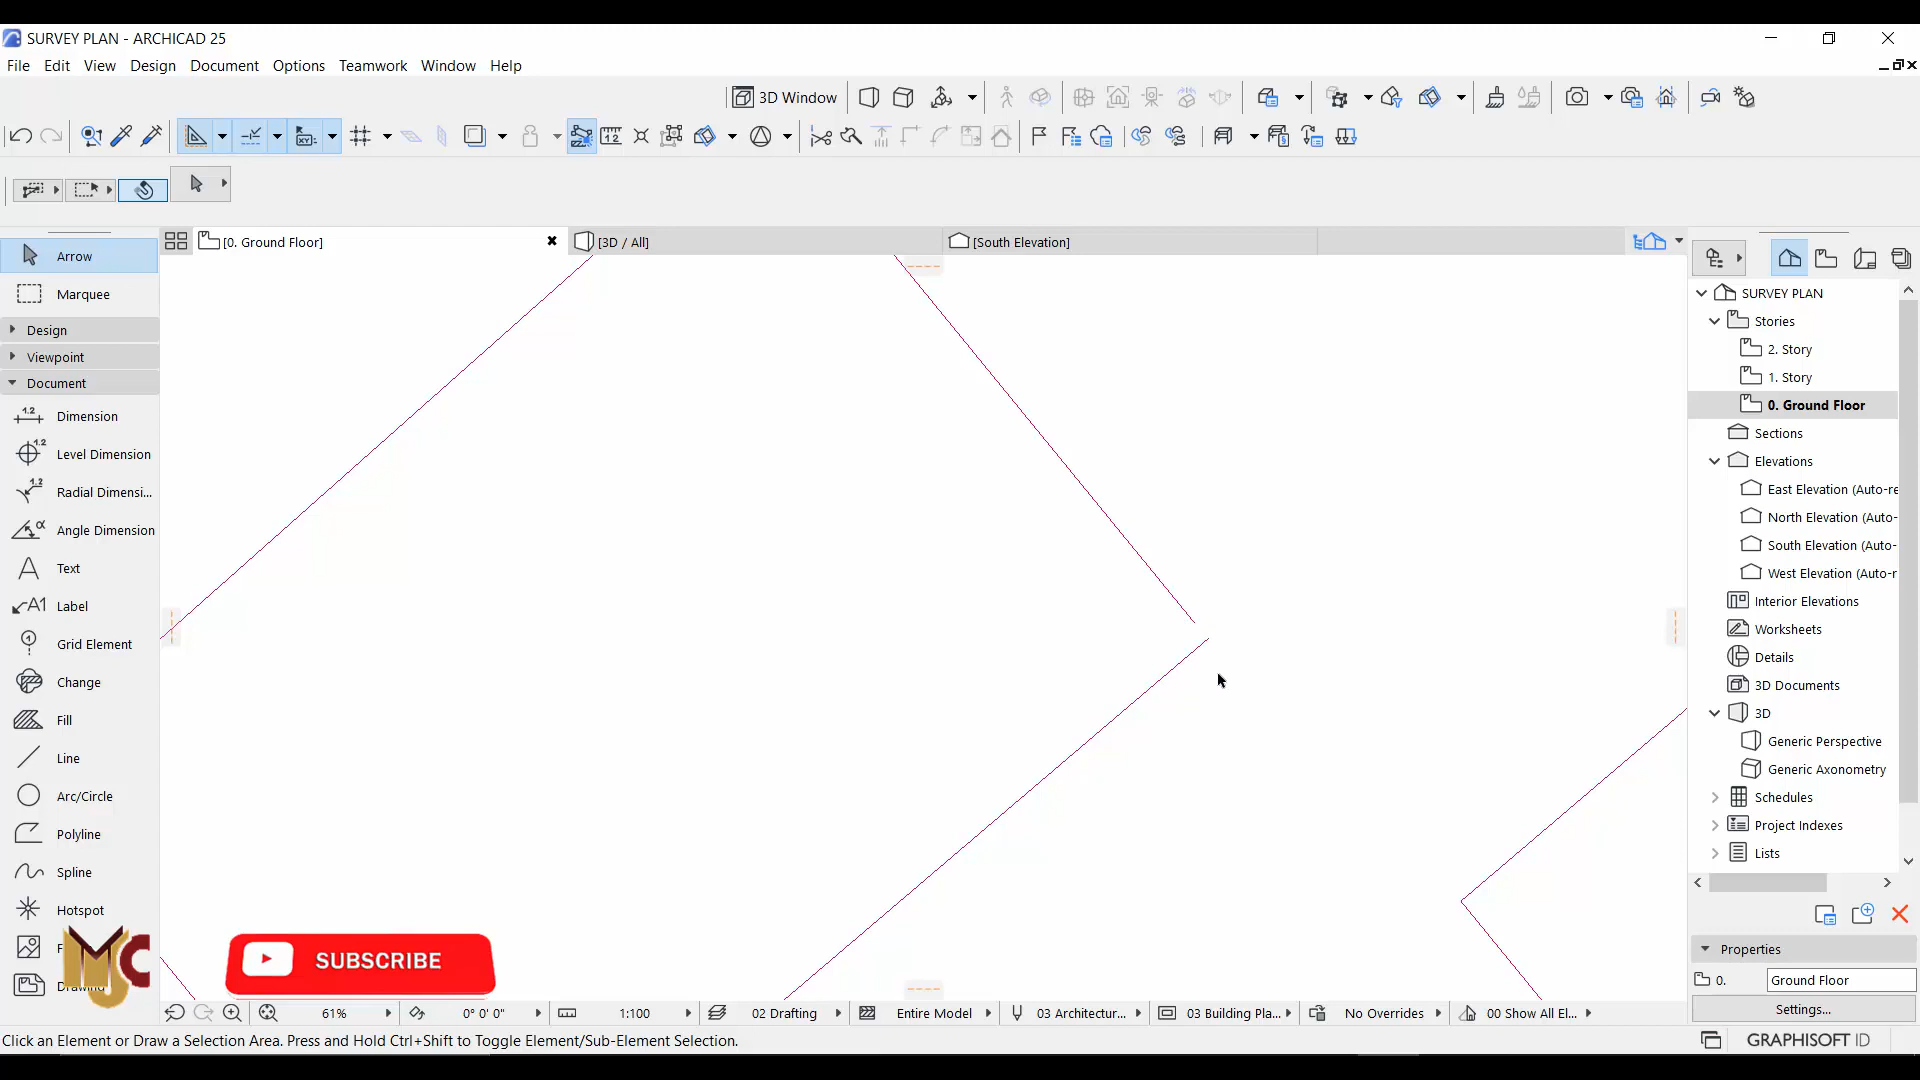 SURVEY PLAN - ARCHICAD 25
File Edit View Design Document Options Teamwork Window Help
3D Window
[0. Ground Floor]
[3D / All]
[South Elevation]
Arrow
Marquee
Design
Viewpoint
Document
Dimension
Level Dimension
Radial Dimensi...
Angle Dimension
Text
Label
Grid Element
Change
Fill
Line
Arc/Circle
Polyline
Spline
Hotspot
MJC
SUBSCRIBE
SURVEY PLAN
Stories
2. Story
1. Story
0. Ground Floor
Sections
Elevations
East Elevation (Auto-re
North Elevation (Auto-
South Elevation (Auto-
West Elevation (Auto-r
Interior Elevations
Worksheets
Details
3D Documents
3D
Generic Perspective
Generic Axonometry
Schedules
Project Indexes
Lists
Properties
0. Ground Floor
Settings...
61% 0° 0' 0" 1:100 02 Drafting Entire Model 03 Architectur... 03 Building Pla... No Overrides 00 Show All El...
Click an Element or Draw a Selection Area. Press and Hold Ctrl+Shift to Toggle Element/Sub-Element Selection.
GRAPHISOFT ID